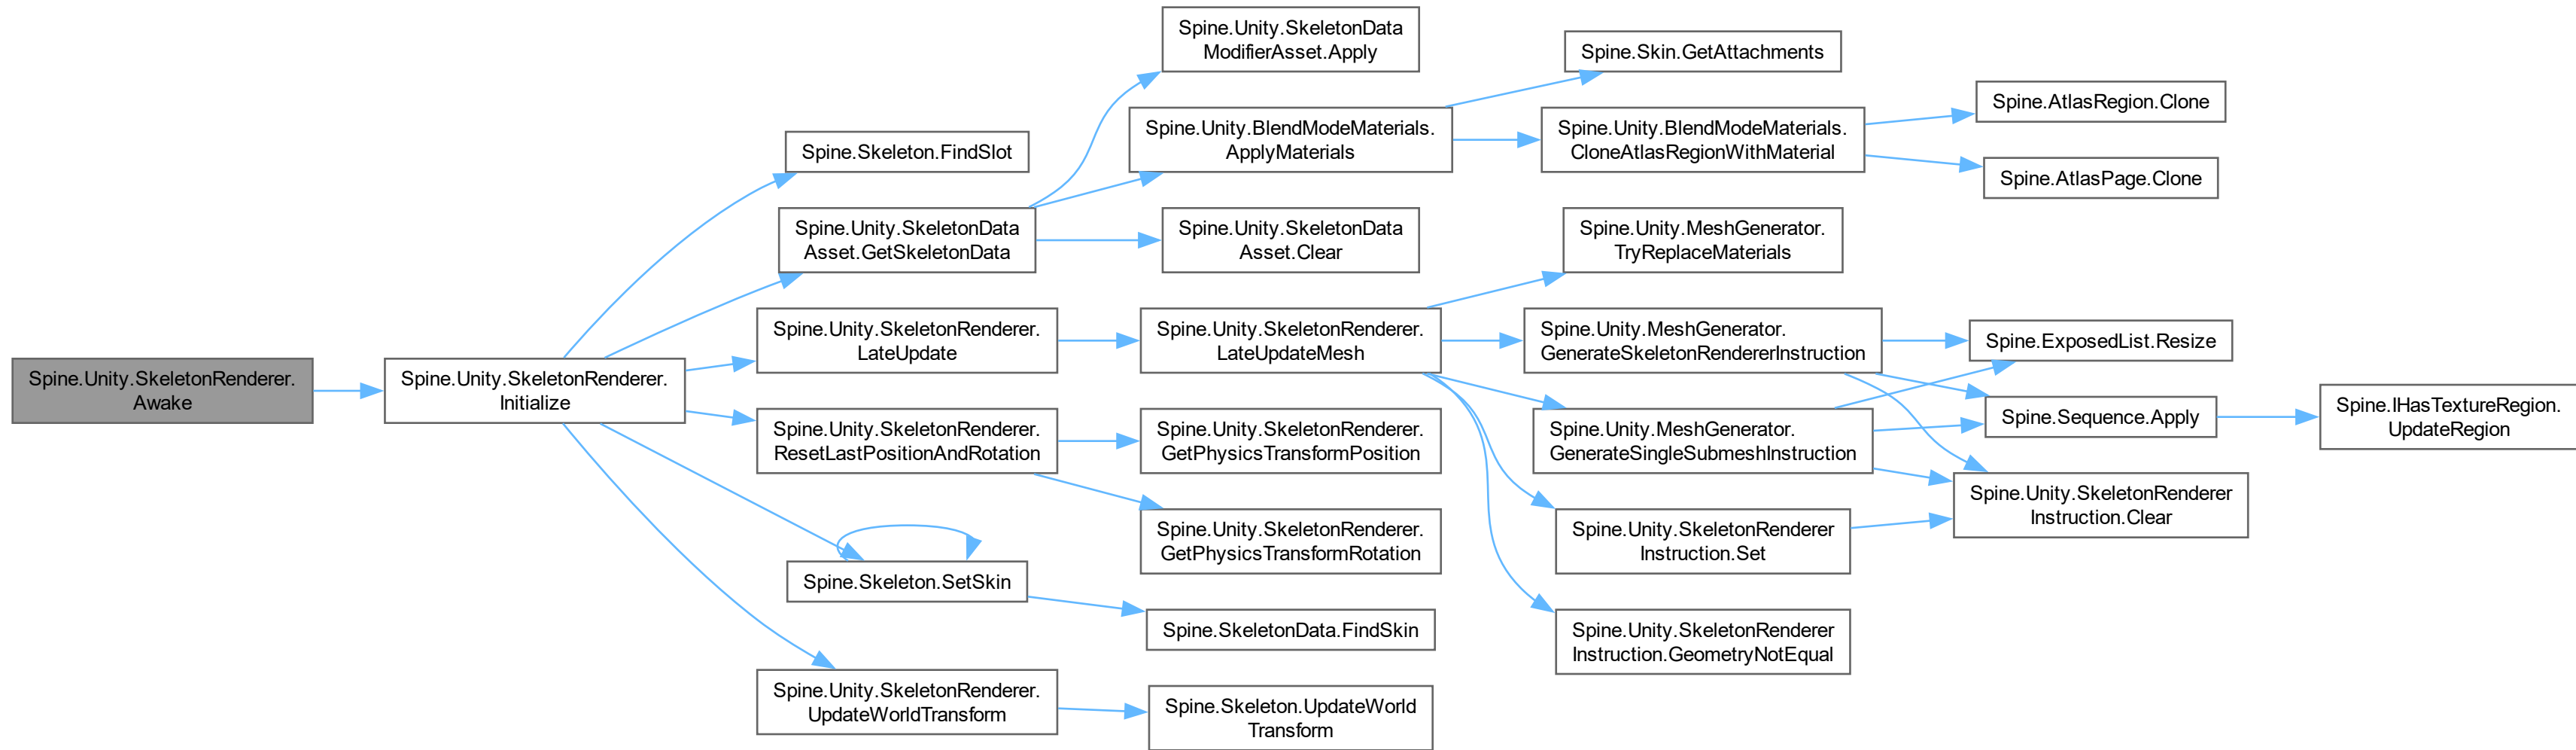 Spine.Unity.SkeletonRenderer.
Awake
Spine.Unity.SkeletonRenderer.
Initialize
Spine.Skeleton.FindSlot
Spine.Unity.SkeletonData
Asset.GetSkeletonData
Spine.Unity.SkeletonRenderer.
LateUpdate
Spine.Unity.SkeletonRenderer.
ResetLastPositionAndRotation
Spine.Skeleton.SetSkin
Spine.Unity.SkeletonRenderer.
UpdateWorldTransform
Spine.Unity.SkeletonData
ModifierAsset.Apply
Spine.Unity.BlendModeMaterials.
ApplyMaterials
Spine.Unity.SkeletonData
Asset.Clear
Spine.Unity.SkeletonRenderer.
LateUpdateMesh
Spine.Unity.SkeletonRenderer.
GetPhysicsTransformPosition
Spine.Unity.SkeletonRenderer.
GetPhysicsTransformRotation
Spine.SkeletonData.FindSkin
Spine.Skeleton.UpdateWorld
Transform
Spine.Skin.GetAttachments
Spine.Unity.BlendModeMaterials.
CloneAtlasRegionWithMaterial
Spine.Unity.MeshGenerator.
TryReplaceMaterials
Spine.Unity.MeshGenerator.
GenerateSkeletonRendererInstruction
Spine.Unity.MeshGenerator.
GenerateSingleSubmeshInstruction
Spine.Unity.SkeletonRenderer
Instruction.Set
Spine.Unity.SkeletonRenderer
Instruction.GeometryNotEqual
Spine.AtlasRegion.Clone
Spine.AtlasPage.Clone
Spine.ExposedList.Resize
Spine.Sequence.Apply
Spine.Unity.SkeletonRenderer
Instruction.Clear
Spine.IHasTextureRegion.
UpdateRegion